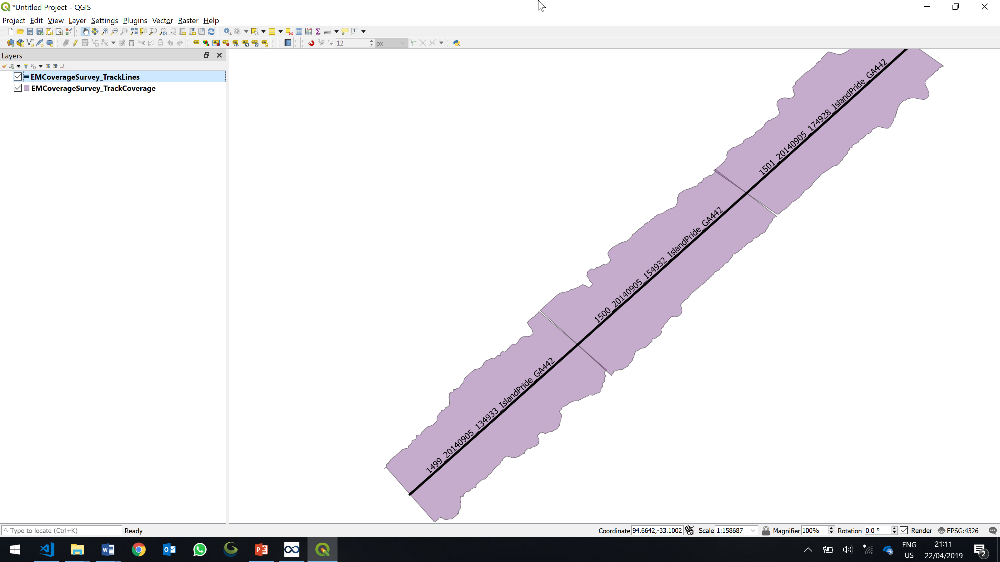 *Untitled Project - QGIS
Project Edit View Layer Settings Plugins Vector Raster Help
12 px
Layers
EMCoverageSurvey_TrackLines
EMCoverageSurvey_TrackCoverage
1501_20140905_174928_IslandPride_GA442
1500_20140905_154932_IslandPride_GA442
1499_20140905_134933_IslandPride_GA442
Type to locate (Ctrl+K) Ready Coordinate 94.6642,-33.1002 Scale 1:158687 Magnifier 100% Rotation 0.0 ° Render EPSG:4326
ENG 21:11
US 22/04/2019 2